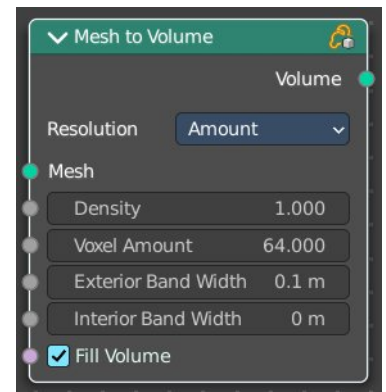 Mesh to Volume
Volume
Resolution Amount
Mesh
Density 1.000
Voxel Amount 64.000
Exterior Band Width 0.1 m
Interior Band Width 0 m
Fill Volume